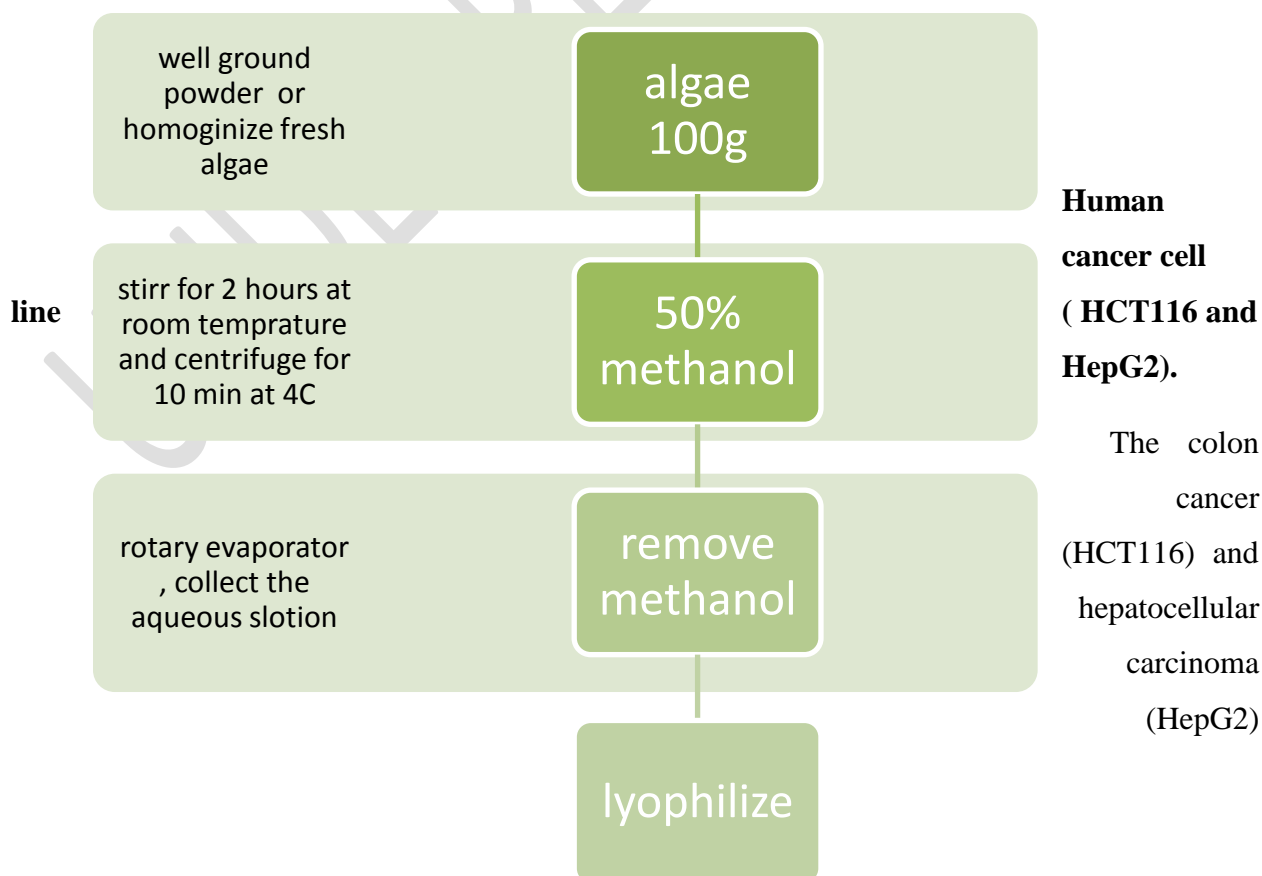 well ground
powder or
homoginize fresh
algae
algae
100g
stirr for 2 hours at
room temprature
and centrifuge for
10 min at 4C
50%
methanol
rotary evaporator
, collect the
aqueous slotion
remove
methanol
lyophilize
Human
cancer cell
line
( HCT116 and
HepG2).
The colon
cancer
(HCT116) and
hepatocellular
carcinoma
(HepG2)